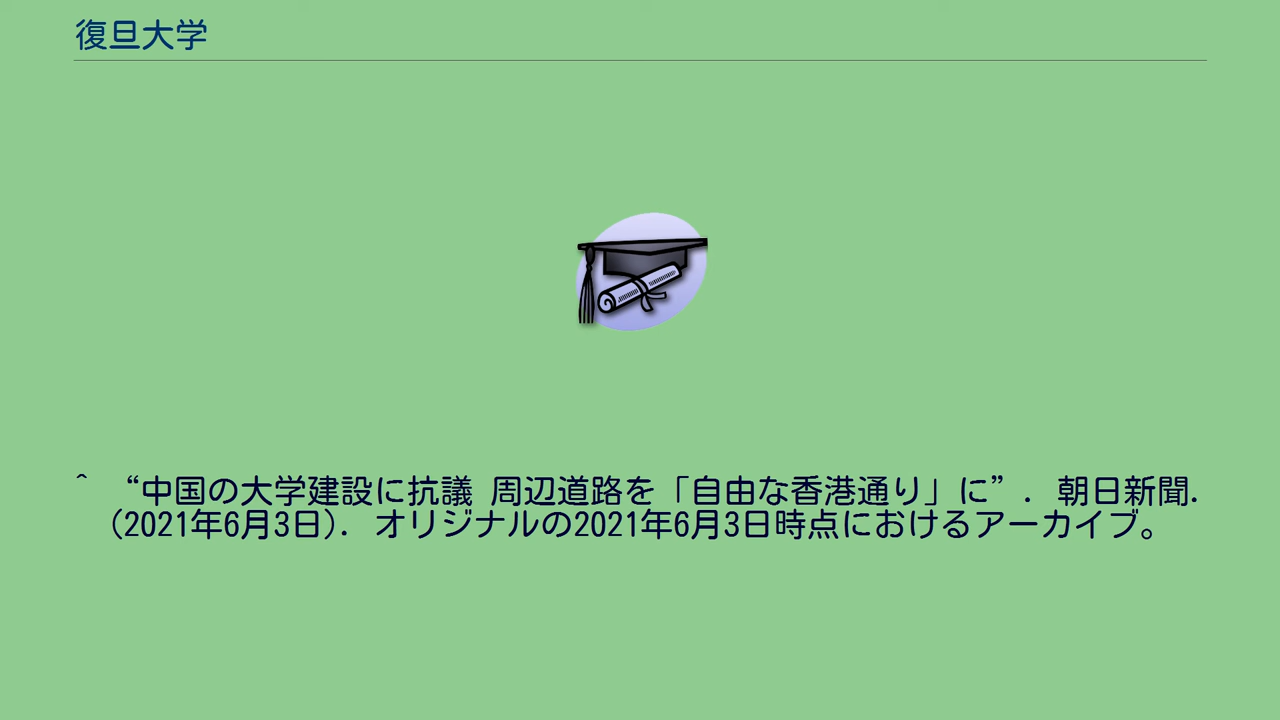 復旦大学
^ “中国の大学建設に抗議 周辺道路を「自由な香港通り」に”. 朝日新聞.
(2021年6月3日). オリジナルの2021年6月3日時点におけるアーカイブ。